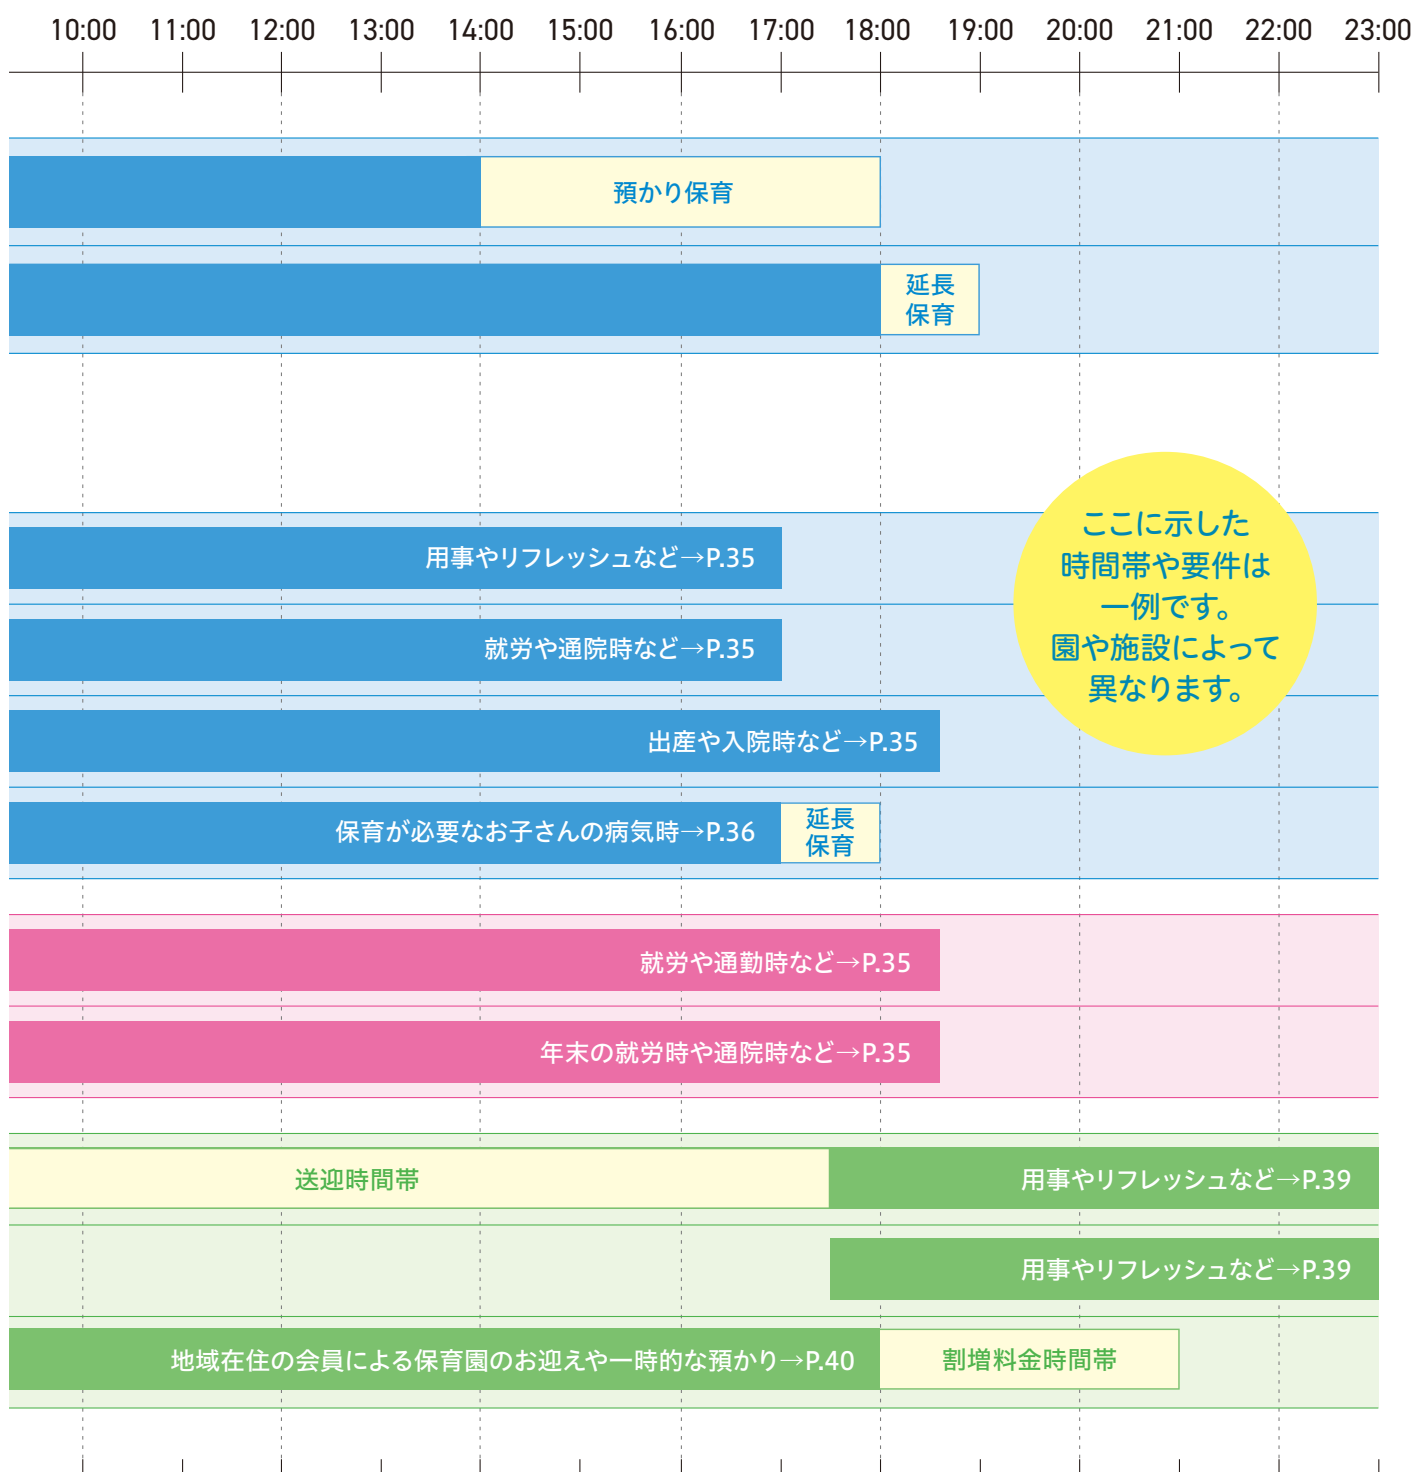 10:00 11:00 12:00 13:00 14:00 15:00 16:00 17:00 18:00 19:00 20:00 21:00 22:00 23:00
預かり保育
延長
保育
ここに示した
時間帯や要件は
一例です。
園や施設によって
異なります。
用事やリフレッシュなど→P.35
就労や通院時など→P.35
出産や入院時など→P.35
保育が必要なお子さんの病気時→P.36
延長
保育
就労や通勤時など→P.35
年末の就労時や通院時など→P.35
送迎時間帯
用事やリフレッシュなど→P.39
用事やリフレッシュなど→P.39
地域在住の会員による保育園のお迎えや一時的な預かり→P.40
割増料金時間帯